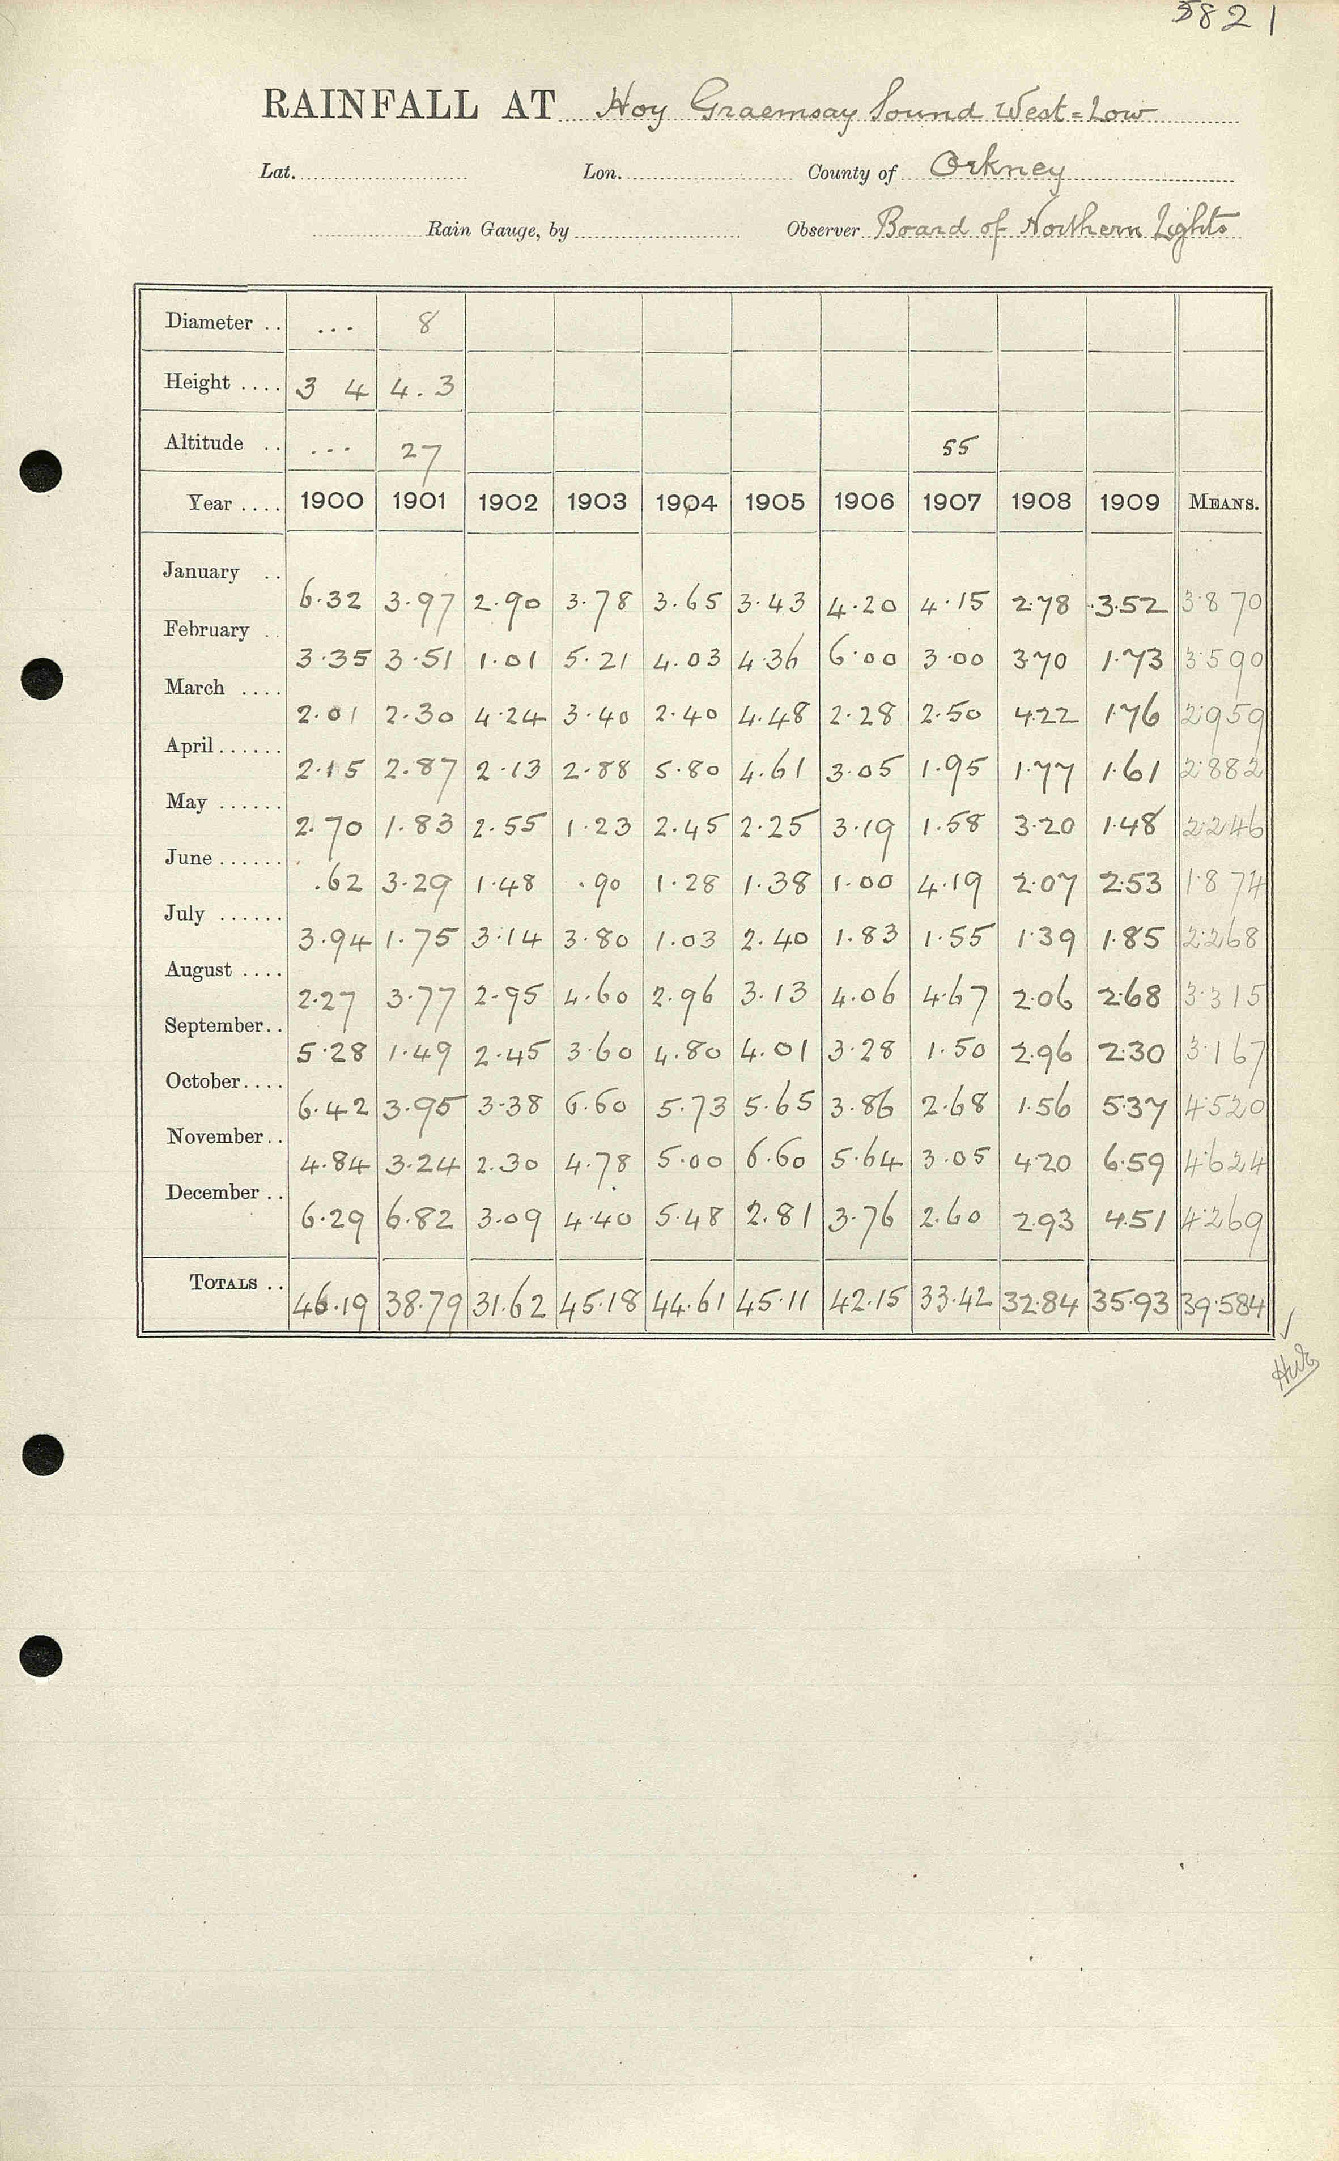 5821
RAINFALL AT Hoy Graemsay Sound West=Low
Lat. Lon. County of Orkney
Rain Gauge, by Observer Board of Northern Lights
Diameter .. ... 8
Height .... 3 4 4.3
Altitude .. ... 27 55
Year .... 1900 1901 1902 1903 1904 1905 1906 1907 1908 1909 MEANS.
January .. 6.32 3.97 2.90 3.78 3.65 3.43 4.20 4.15 2.78 3.52 3.870
February .. 3.35 3.51 1.01 5.21 4.03 4.36 6.00 3.00 3.70 1.73 3.590
March .... 2.01 2.30 4.24 3.40 2.40 4.48 2.28 2.50 4.22 1.76 2.959
April ...... 2.15 2.87 2.13 2.88 5.80 4.61 3.05 1.95 1.77 1.61 2.882
May ...... 2.70 1.83 2.55 1.23 2.45 2.25 3.19 1.58 3.20 1.48 2.246
June ...... .62 3.29 1.48 .90 1.28 1.38 1.00 4.19 2.07 2.53 1.874
July ...... 3.94 1.75 3.14 3.80 1.03 2.40 1.83 1.55 1.39 1.85 2.268
August .... 2.27 3.77 2.95 4.60 2.96 3.13 4.06 4.67 2.06 2.68 3.315
September.. 5.28 1.49 2.45 3.60 4.80 4.01 3.28 1.50 2.96 2.30 3.167
October.... 6.42 3.95 3.38 6.60 5.73 5.65 3.86 2.68 1.56 5.37 4.520
November.. 4.84 3.24 2.30 4.78 5.00 6.60 5.64 3.05 4.20 6.59 4.624
December .. 6.29 6.82 3.09 4.40 5.48 2.81 3.76 2.60 2.93 4.51 4.269
TOTALS .. 46.19 38.79 31.62 45.18 44.61 45.11 42.15 33.42 32.84 35.93 39.584